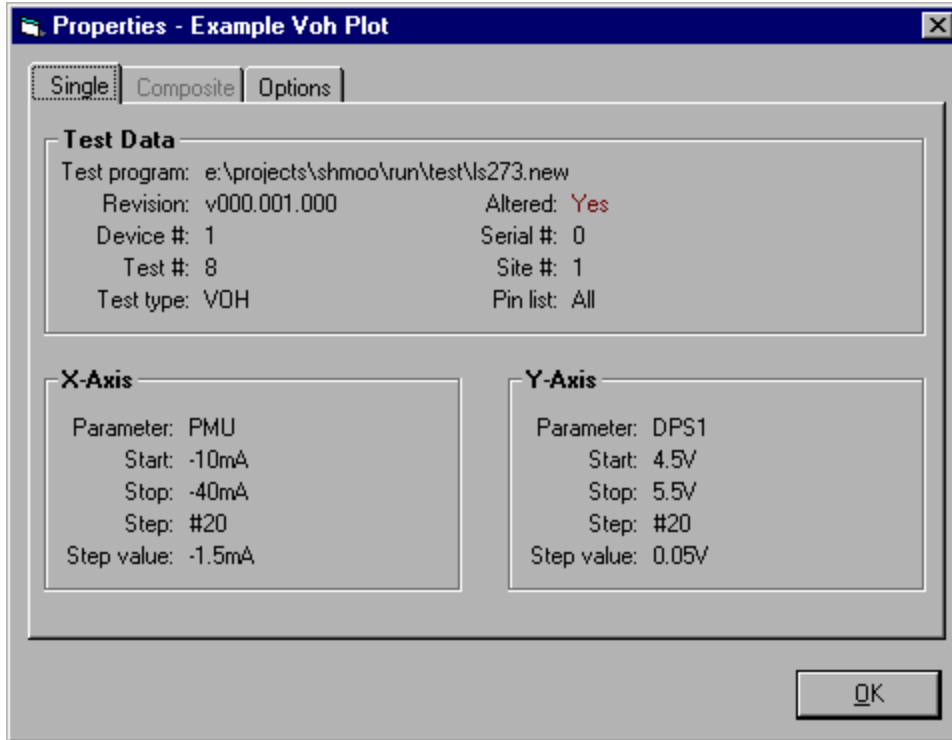 Properties - Example Voh Plot
Single Composite Options
Test Data
Test program: e:\projects\shmoo\run\test\ls273.new
Revision: v000.001.000 Altered: Yes
Device #: 1 Serial #: 0
Test #: 8 Site #: 1
Test type: VOH Pin list: All
X-Axis
Parameter: PMU
Start: -10mA
Stop: -40mA
Step: #20
Step value: -1.5mA
Y-Axis
Parameter: DPS1
Start: 4.5V
Stop: 5.5V
Step: #20
Step value: 0.05V
OK